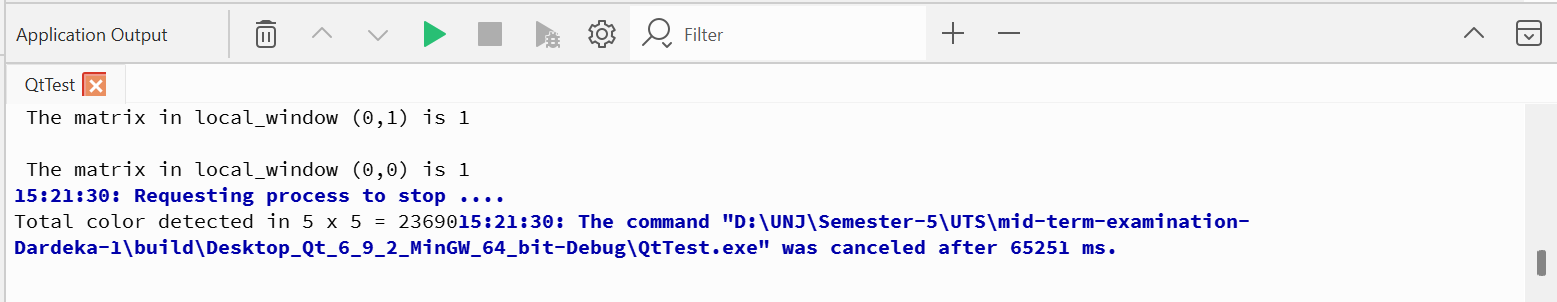 Application Output
Filter
QtTest
The matrix in local_window (0,1) is 1
The matrix in local_window (0,0) is 1
15:21:30: Requesting process to stop ....
Total color detected in 5 x 5 = 2369015:21:30: The command "D:\UNJ\Semester-5\UTS\mid-term-examination-
Dardeka-1\build\Desktop_Qt_6_9_2_MinGW_64_bit-Debug\QtTest.exe" was canceled after 65251 ms.